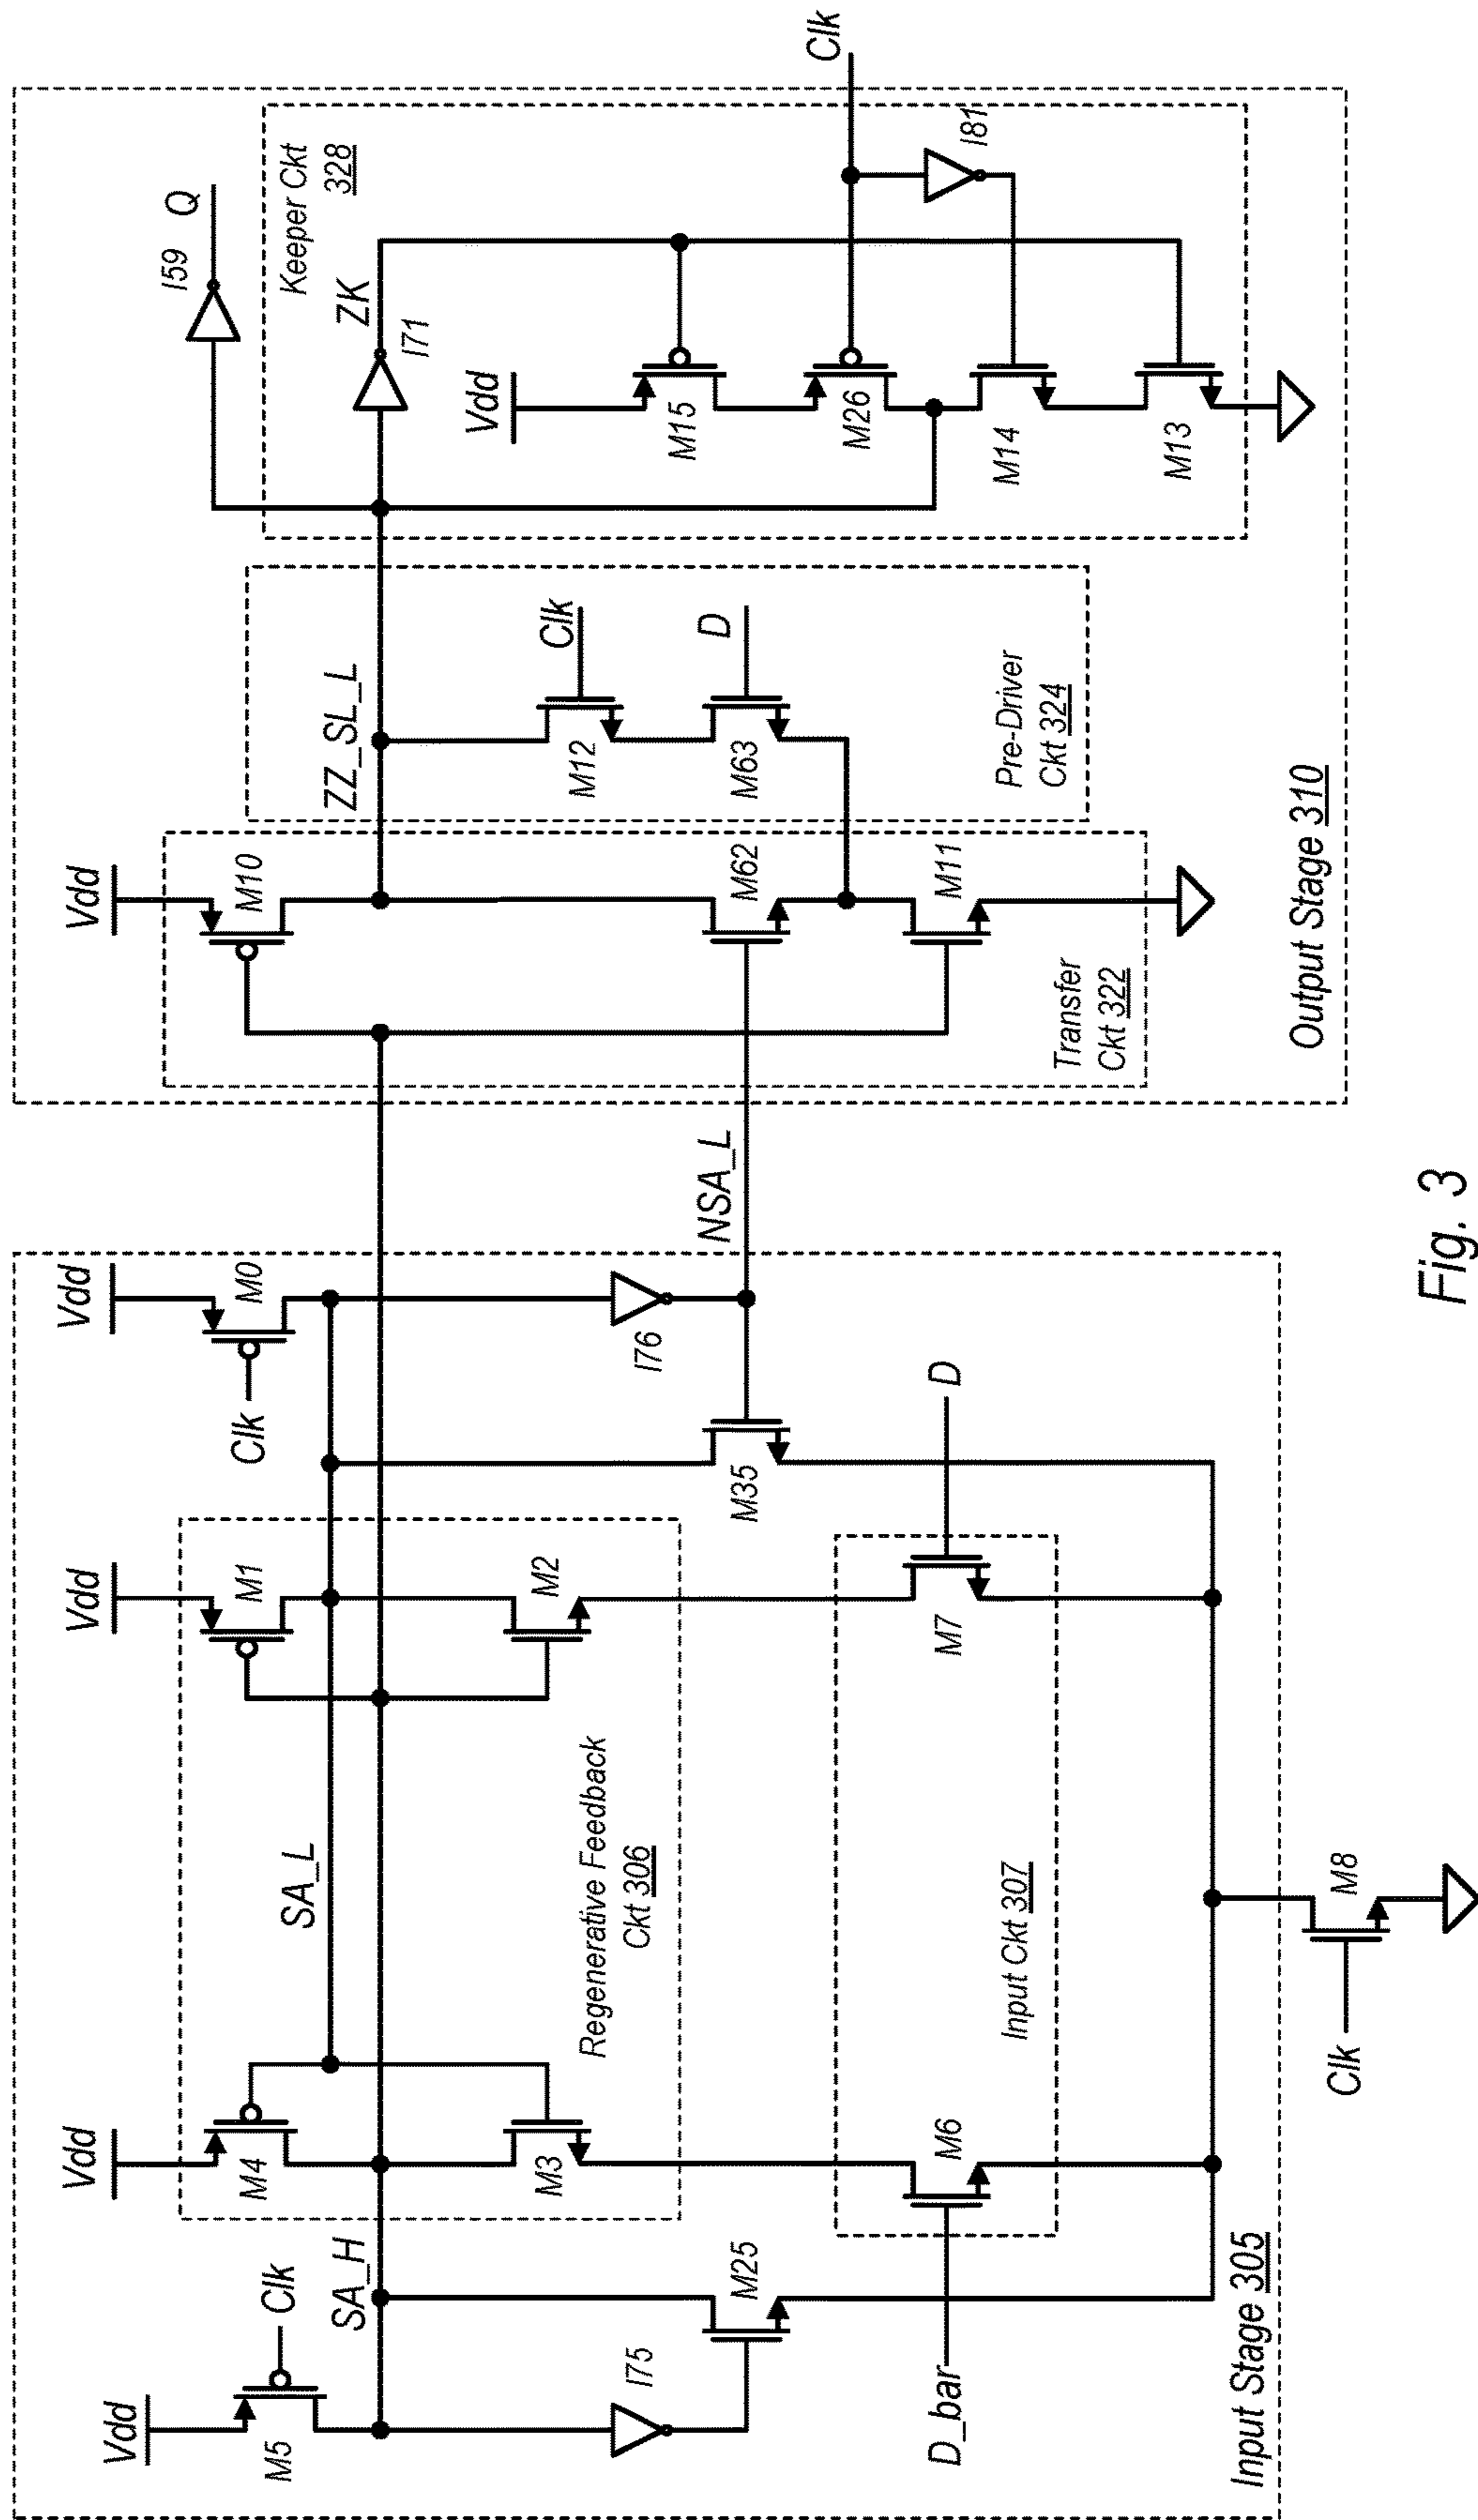 Vdd
M5
Clk
SA_H
I75
M25
D_bar
Vdd
M4
M3
M6
SA_L
Regenerative Feedback
Ckt 306
Input Ckt 307
Vdd
M1
M2
M7
D
M35
Vdd
M0
Clk
I76
NSA_L
Clk
M8
Input Stage 305
Vdd
M10
M62
M11
Transfer
Ckt 322
ZZ_SL_L
Clk
M12
D
M63
Pre-Driver
Ckt 324
I59
Q
Keeper Ckt
328
ZK
I71
Vdd
M15
M26
M14
M13
Clk
I81
Output Stage 310
Fig. 3